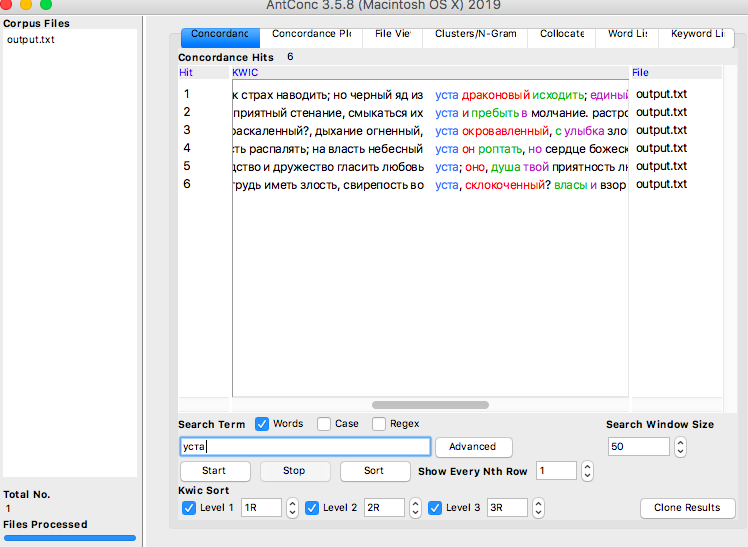 AntConc 3.5.8 (Macintosh OS X) 2019
Corpus Files
output.txt
Concordanc Concordance Plo File Viev Clusters/N-Gram Collocate Word Lis Keyword Li
Concordance Hits 6
Hit KWIC File
1 к страх наводить; но черный яд из уста драконовый исходить; единый output.txt
2 приятный стенание, смыкаться их уста и пребыть в молчание. растро output.txt
3 раскаленный?, дыхание огненный, уста окровавленный, с улыбка зло output.txt
4 ть распалять; на власть небесный уста он роптать, но сердце божеск output.txt
5 дство и дружество гласить любовь уста; оно, душа твой приятность output.txt
6 грудь иметь злость, свирепость во уста, склокоченный? власы и взор output.txt
Search Term Words Case Regex Search Window Size
уста Advanced 50
Start Stop Sort Show Every Nth Row 1
Kwic Sort
Level 1 1R Level 2 2R Level 3 3R Clone Results
Total No.
1
Files Processed